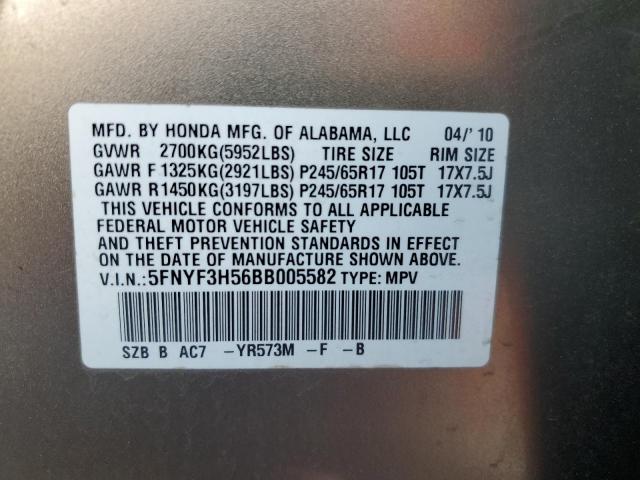 MFD. BY HONDA MFG. OF ALABAMA, LLC 04/'10
GVWR 2700KG(5952LBS) TIRE SIZE RIM SIZE
GAWR F 1325KG(2921LBS) P245/65R17 105T 17X7.5J
GAWR R1450KG(3197LBS) P245/65R17 105T 17X7.5J
THIS VEHICLE CONFORMS TO ALL APPLICABLE
FEDERAL MOTOR VEHICLE SAFETY
AND THEFT PREVENTION STANDARDS IN EFFECT
ON THE DATE OF MANUFACTURE SHOWN ABOVE.
V.I.N.:5FNYF3H56BB005582 TYPE: MPV
SZB B AC7 -YR573M -F -B